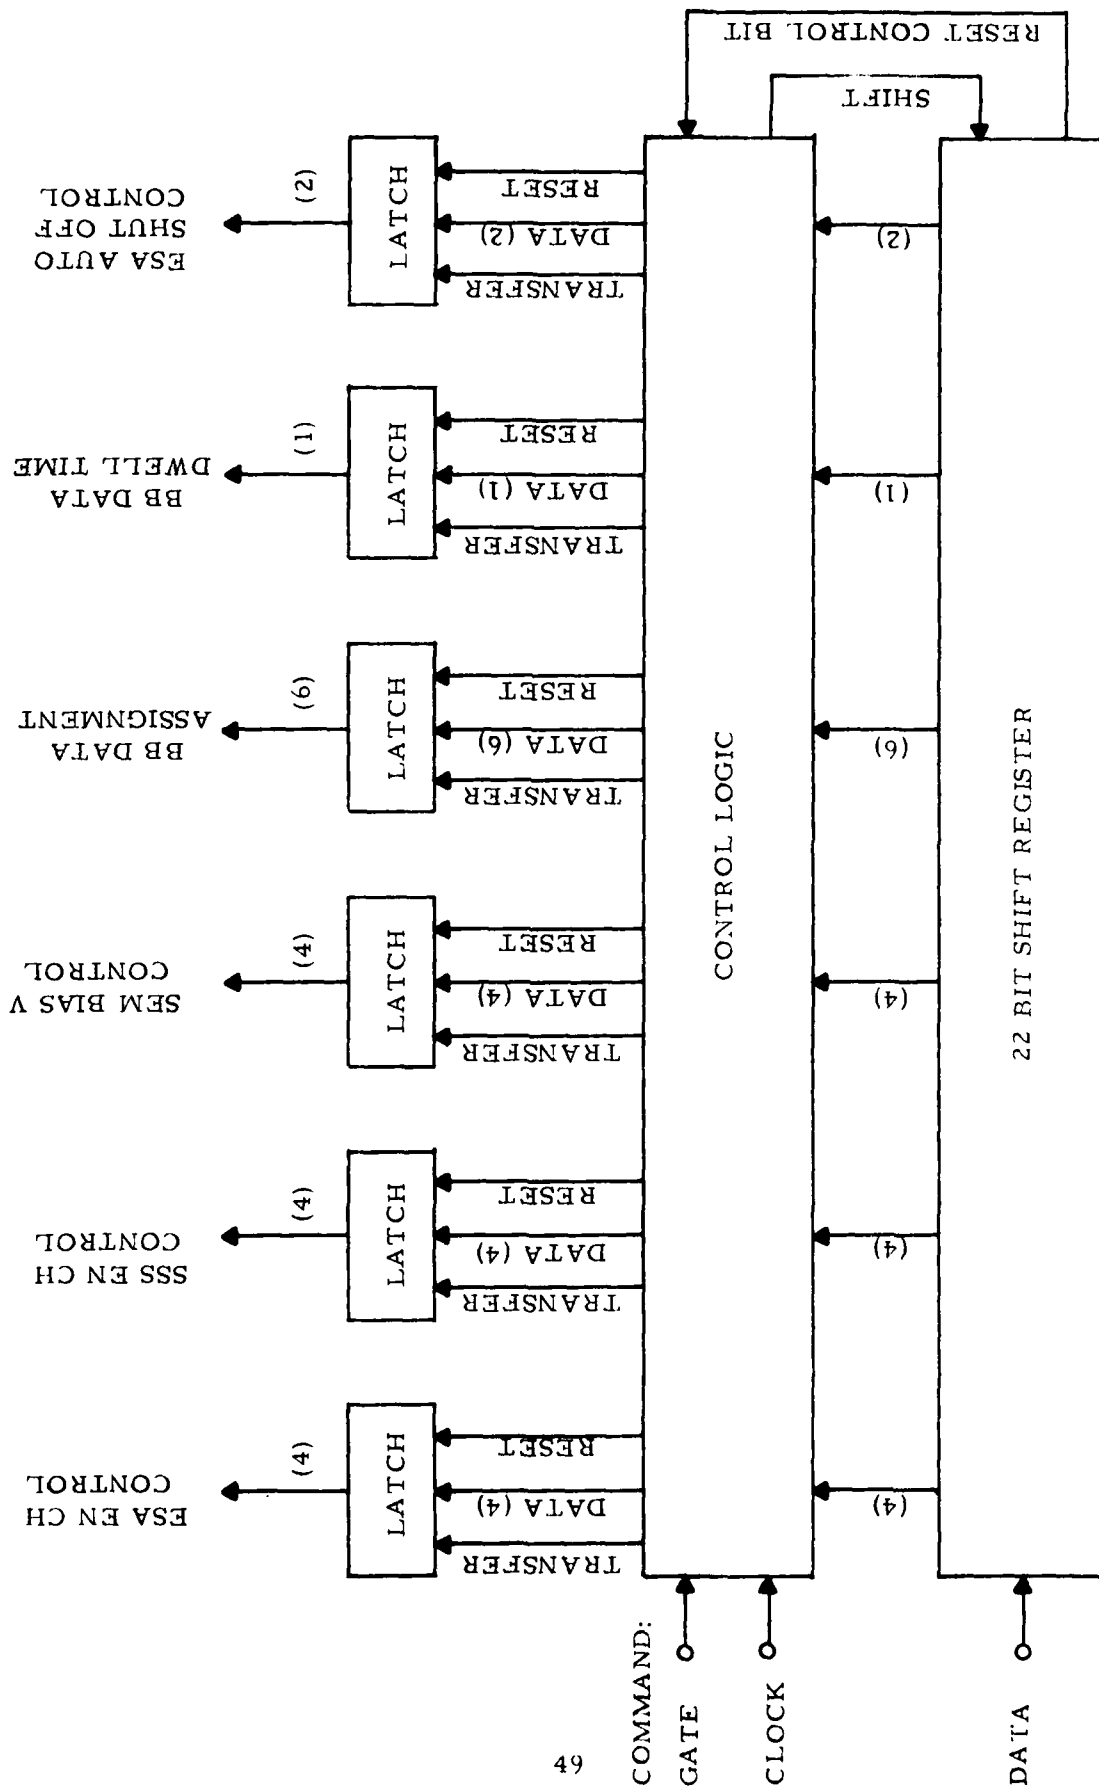 ESA EN CH
CONTROL
SSS EN CH
CONTROL
SEM BIAS V
CONTROL
BB DATA
ASSIGNMENT
BB DATA
DWELL TIME
ESA AUTO
SHUT OFF
CONTROL
(4)
(4)
(4)
(6)
(1)
(2)
LATCH
LATCH
LATCH
LATCH
LATCH
LATCH
TRANSFER
DATA (4)
RESET
TRANSFER
DATA (4)
RESET
TRANSFER
DATA (4)
RESET
TRANSFER
DATA (6)
RESET
TRANSFER
DATA (1)
RESET
TRANSFER
DATA (2)
RESET
COMMAND:
GATE
CLOCK
CONTROL LOGIC
SHIFT
RESET CONTROL BIT
(4)
(4)
(4)
(6)
(1)
(2)
DATA
22 BIT SHIFT REGISTER
49